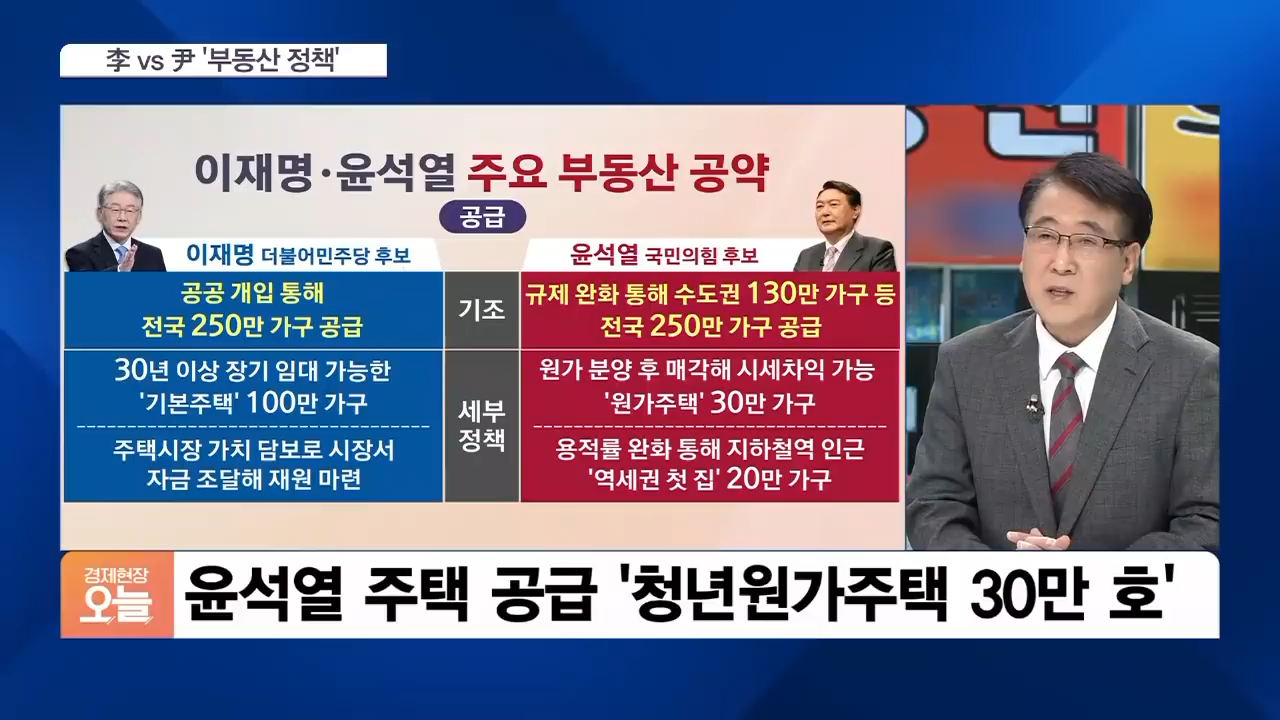 李 vs 尹 '부동산 정책'
이재명·윤석열 주요 부동산 공약
공급
이재명 더불어민주당 후보
윤석열 국민의힘 후보
공공 개입 통해
전국 250만 가구 공급
기조
규제 완화 통해 수도권 130만 가구 등
전국 250만 가구 공급
30년 이상 장기 임대 가능한
'기본주택' 100만 가구
주택시장 가치 담보로 시장서
자금 조달해 재원 마련
세부
정책
원가 분양 후 매각해 시세차익 가능
'원가주택' 30만 가구
용적률 완화 통해 지하철역 인근
'역세권 첫 집' 20만 가구
경제현장
오늘
윤석열 주택 공급 '청년원가주택 30만 호'